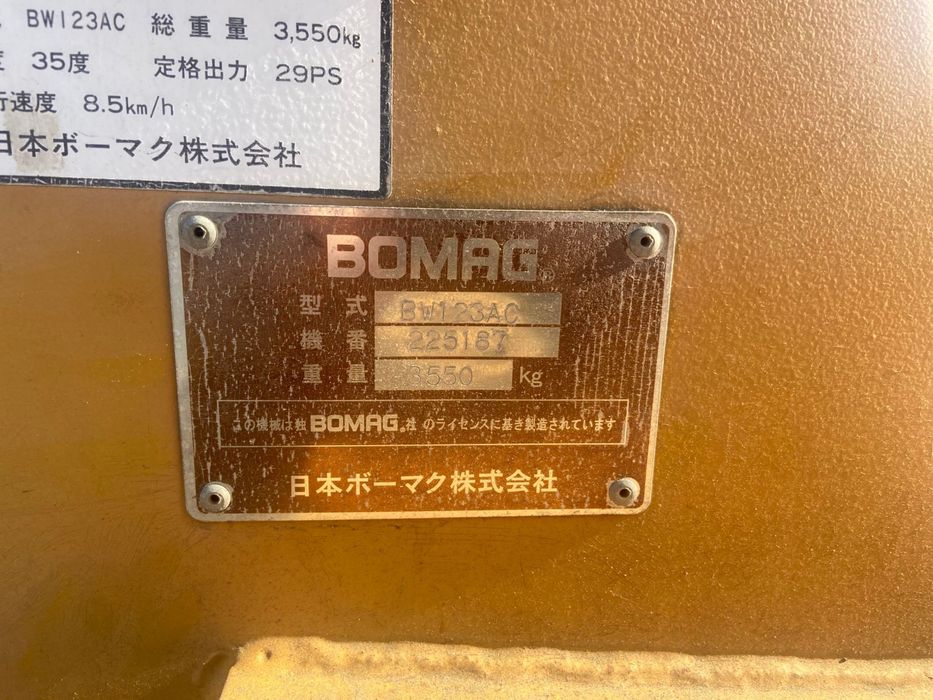 BW123AC 総重量 3,550kg
度 35度 定格出力 29PS
行速度 8.5km/h
日本ボーマク株式会社
BOMAG®
型式 BW123AC
機番 225187
重量 3550 kg
この機械は独BOMAG®社のライセンスに基き製造されています
日本ボーマク株式会社